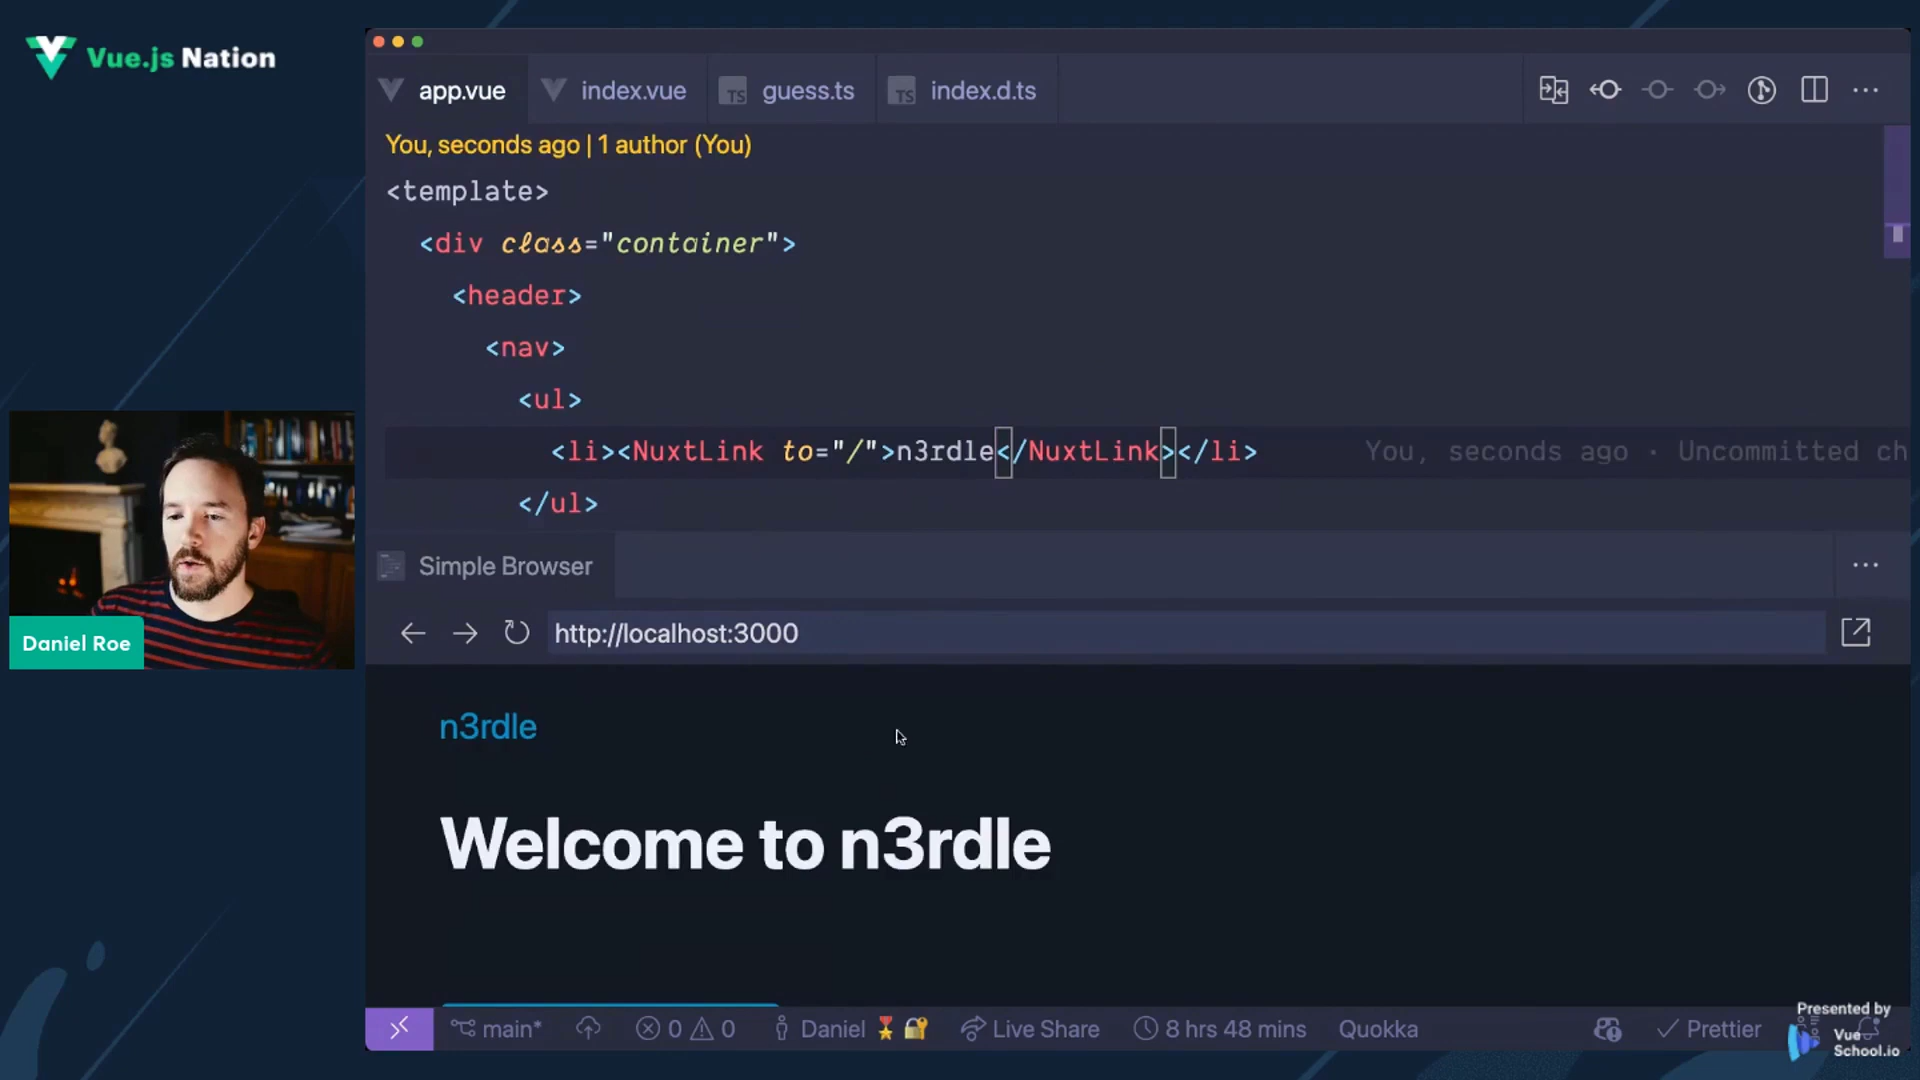 Vue.js Nation
app.vue
index.vue
TS guess.ts
TS index.d.ts
You, seconds ago | 1 author (You)
<template>
<div class="container">
<header>
<nav>
<ul>
<li><NuxtLink to="/">n3rdle</NuxtLink></li> You, seconds ago · Uncommitted ch
</ul>
Simple Browser
http://localhost:3000
n3rdle
Welcome to n3rdle
Daniel Roe
main* 0 0 Daniel Live Share 8 hrs 48 mins Quokka Prettier
Presented by
Vue
School.io